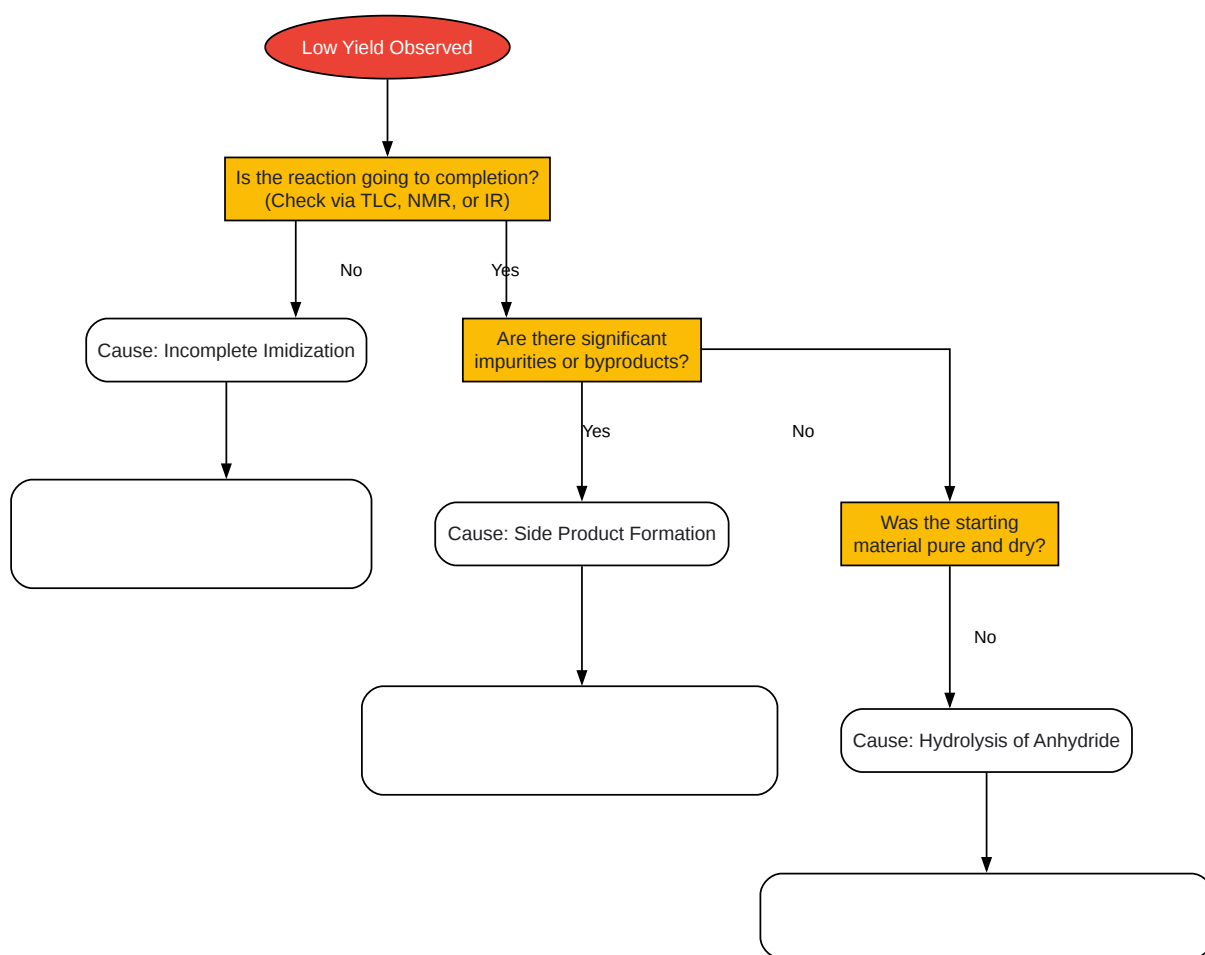 Low Yield Observed
Is the reaction going to completion?
(Check via TLC, NMR, or IR)
No
Yes
Cause: Incomplete Imidization
Are there significant
impurities or byproducts?
Yes
No
Cause: Side Product Formation
Was the starting
material pure and dry?
No
Cause: Hydrolysis of Anhydride